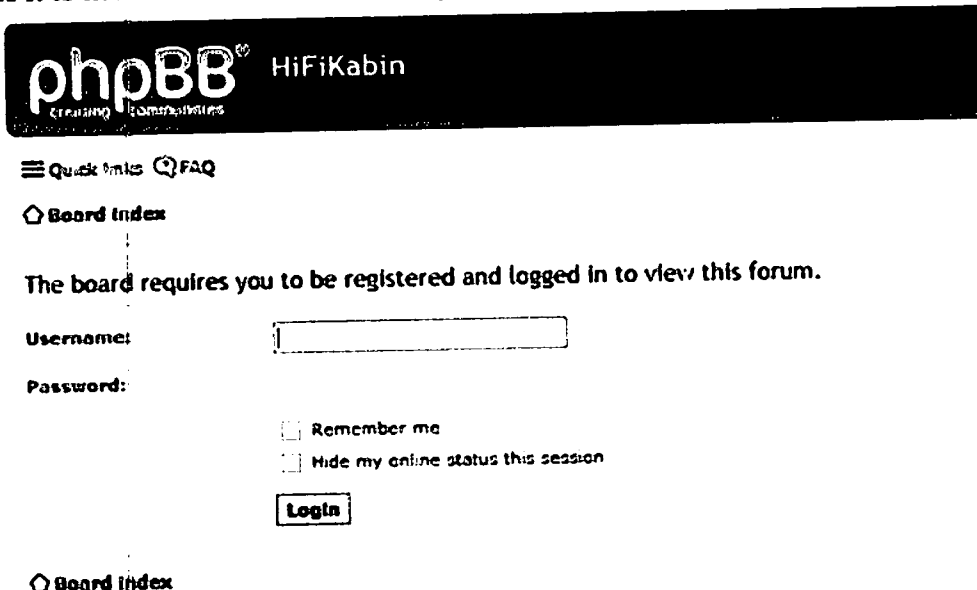 phpBB® HiFiKabin
creating communities
Quick links FAQ
Board index
The board requires you to be registered and logged in to view this forum.
Username:
Password:
Remember me
Hide my online status this session
Login
Board index